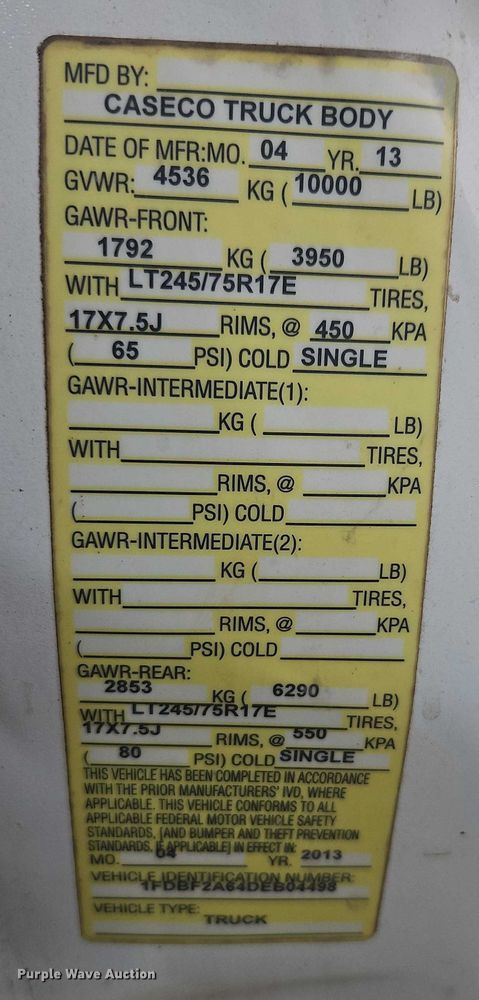 MFD BY:
CASECO TRUCK BODY
DATE OF MFR:MO. 04 YR. 13
GVWR: 4536 KG ( 10000 LB)
GAWR-FRONT:
1792 KG ( 3950 LB)
WITH LT245/75R17E TIRES,
17X7.5J RIMS, @ 450 KPA
( 65 PSI) COLD SINGLE
GAWR-INTERMEDIATE(1):
KG ( LB)
WITH TIRES,
RIMS, @ KPA
( PSI) COLD
GAWR-INTERMEDIATE(2):
KG ( LB)
WITH TIRES,
RIMS, @ KPA
( PSI) COLD
GAWR-REAR:
2853 KG ( 6290 LB)
WITH LT245/75R17E TIRES,
17X7.5J RIMS, @ 550 KPA
( 80 PSI) COLD SINGLE
THIS VEHICLE HAS BEEN COMPLETED IN ACCORDANCE
WITH THE PRIOR MANUFACTURERS' IVD, WHERE
APPLICABLE. THIS VEHICLE CONFORMS TO ALL
APPLICABLE FEDERAL MOTOR VEHICLE SAFETY
STANDARDS, [AND BUMPER AND THEFT PREVENTION
STANDARDS, IF APPLICABLE] IN EFFECT IN:
MO. 04 YR. 2013
VEHICLE IDENTIFICATION NUMBER:
1FDBF2A64DEB04498
VEHICLE TYPE:
TRUCK
Purple Wave Auction